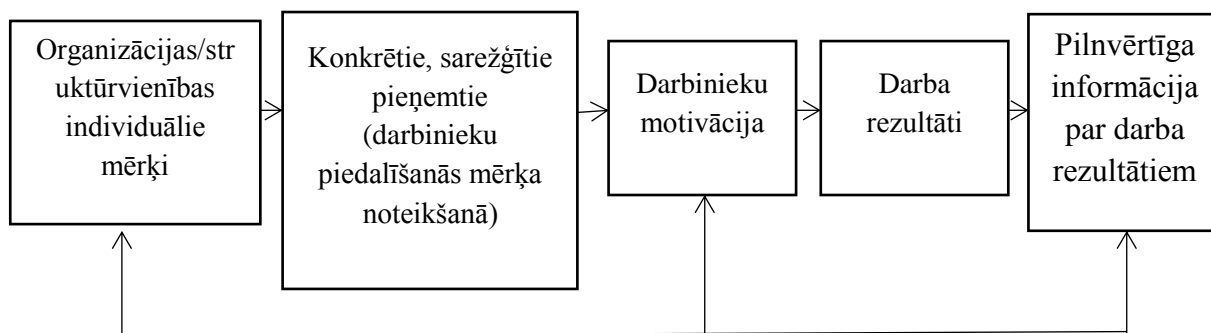 Organizācijas/str
uktūrvienības
individuālie
mērķi
Konkrētie, sarežģītie
pieņemtie
(darbinieku
piedalīšanās mērķa
noteikšanā)
Darbinieku
motivācija
Darba
rezultāti
Pilnvērtīga
informācija
par darba
rezultātiem